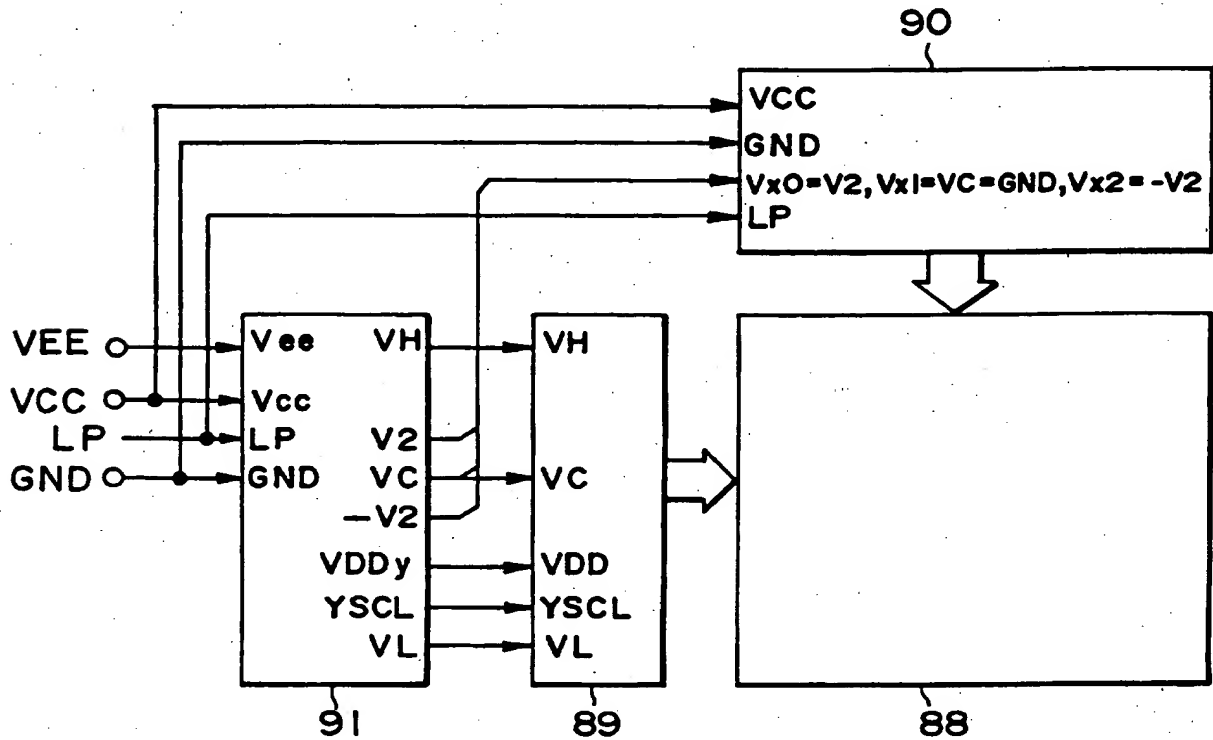 90
VCC
GND
Vx0=V2,Vx1=VC=GND,Vx2=-V2
LP
VEE
VCC
LP
GND
Vee
Vcc
LP
GND
VH
V2
VC
-V2
VDDy
YSCL
VL
VH
VC
VDD
YSCL
VL
91
89
88